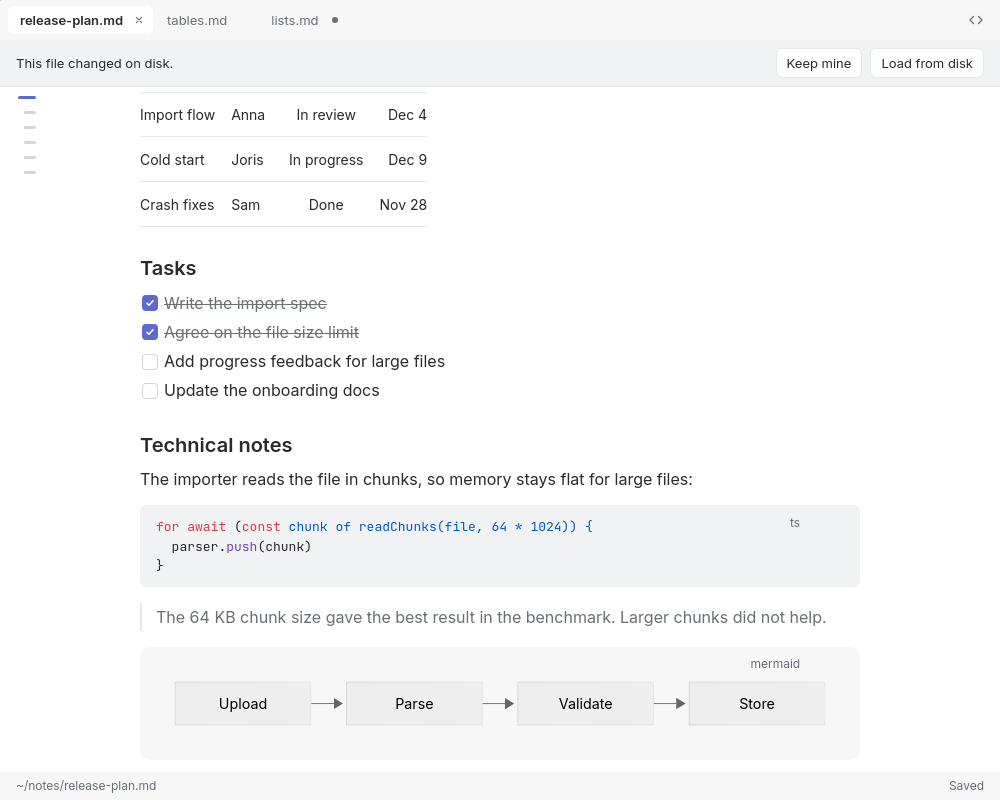 release-plan.md × tables.md lists.md
This file changed on disk. Keep mine Load from disk
Import flow Anna In review Dec 4
Cold start Joris In progress Dec 9
Crash fixes Sam Done Nov 28
Tasks
Write the import spec
Agree on the file size limit
Add progress feedback for large files
Update the onboarding docs
Technical notes
The importer reads the file in chunks, so memory stays flat for large files:
for await (const chunk of readChunks(file, 64 * 1024)) { ts
  parser.push(chunk)
}
The 64 KB chunk size gave the best result in the benchmark. Larger chunks did not help.
mermaid
Upload Parse Validate Store
~/notes/release-plan.md Saved